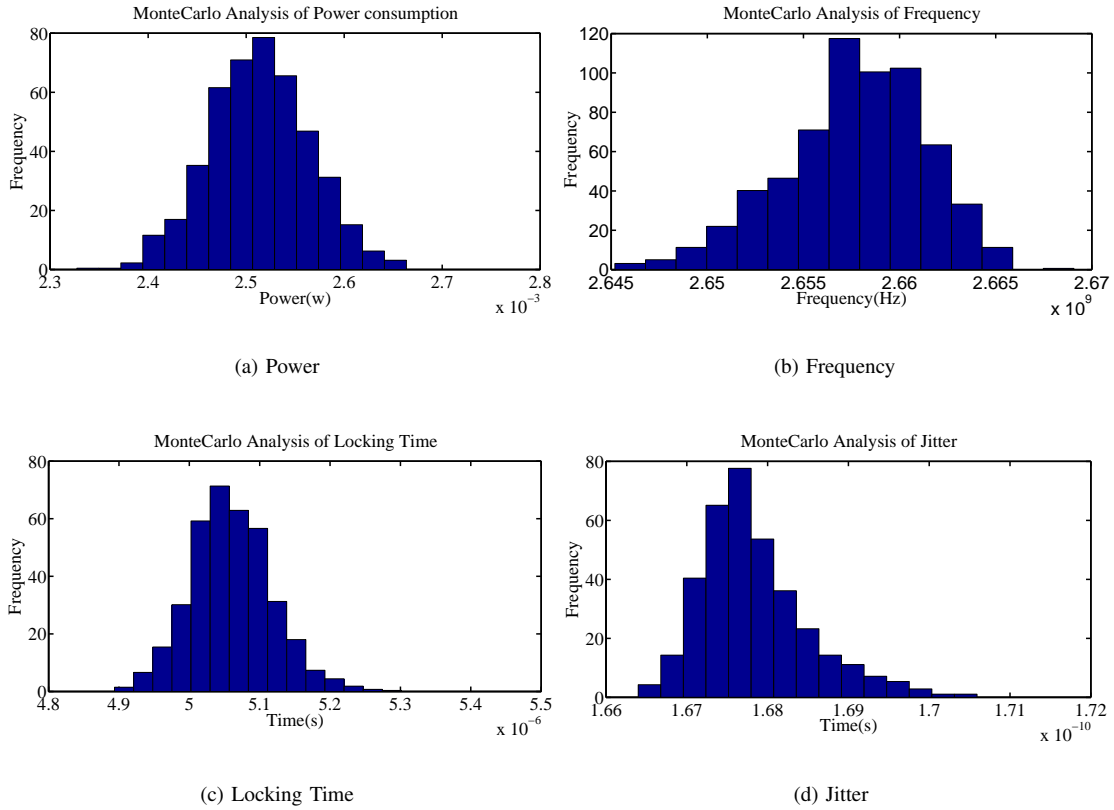 MonteCarlo Analysis of Power consumption
80
60
40
20
0
Frequency
2.3 2.4 2.5 2.6 2.7 2.8
Power(w)
x 10⁻³
(a) Power
MonteCarlo Analysis of Frequency
120
100
80
60
40
20
0
Frequency
2.645 2.65 2.655 2.66 2.665 2.67
Frequency(Hz)
x 10⁹
(b) Frequency
MonteCarlo Analysis of Locking Time
80
60
40
20
0
Frequency
4.8 4.9 5 5.1 5.2 5.3 5.4 5.5
Time(s)
x 10⁻⁶
(c) Locking Time
MonteCarlo Analysis of Jitter
80
60
40
20
0
Frequency
1.66 1.67 1.68 1.69 1.7 1.71 1.72
Time(s)
x 10⁻¹⁰
(d) Jitter